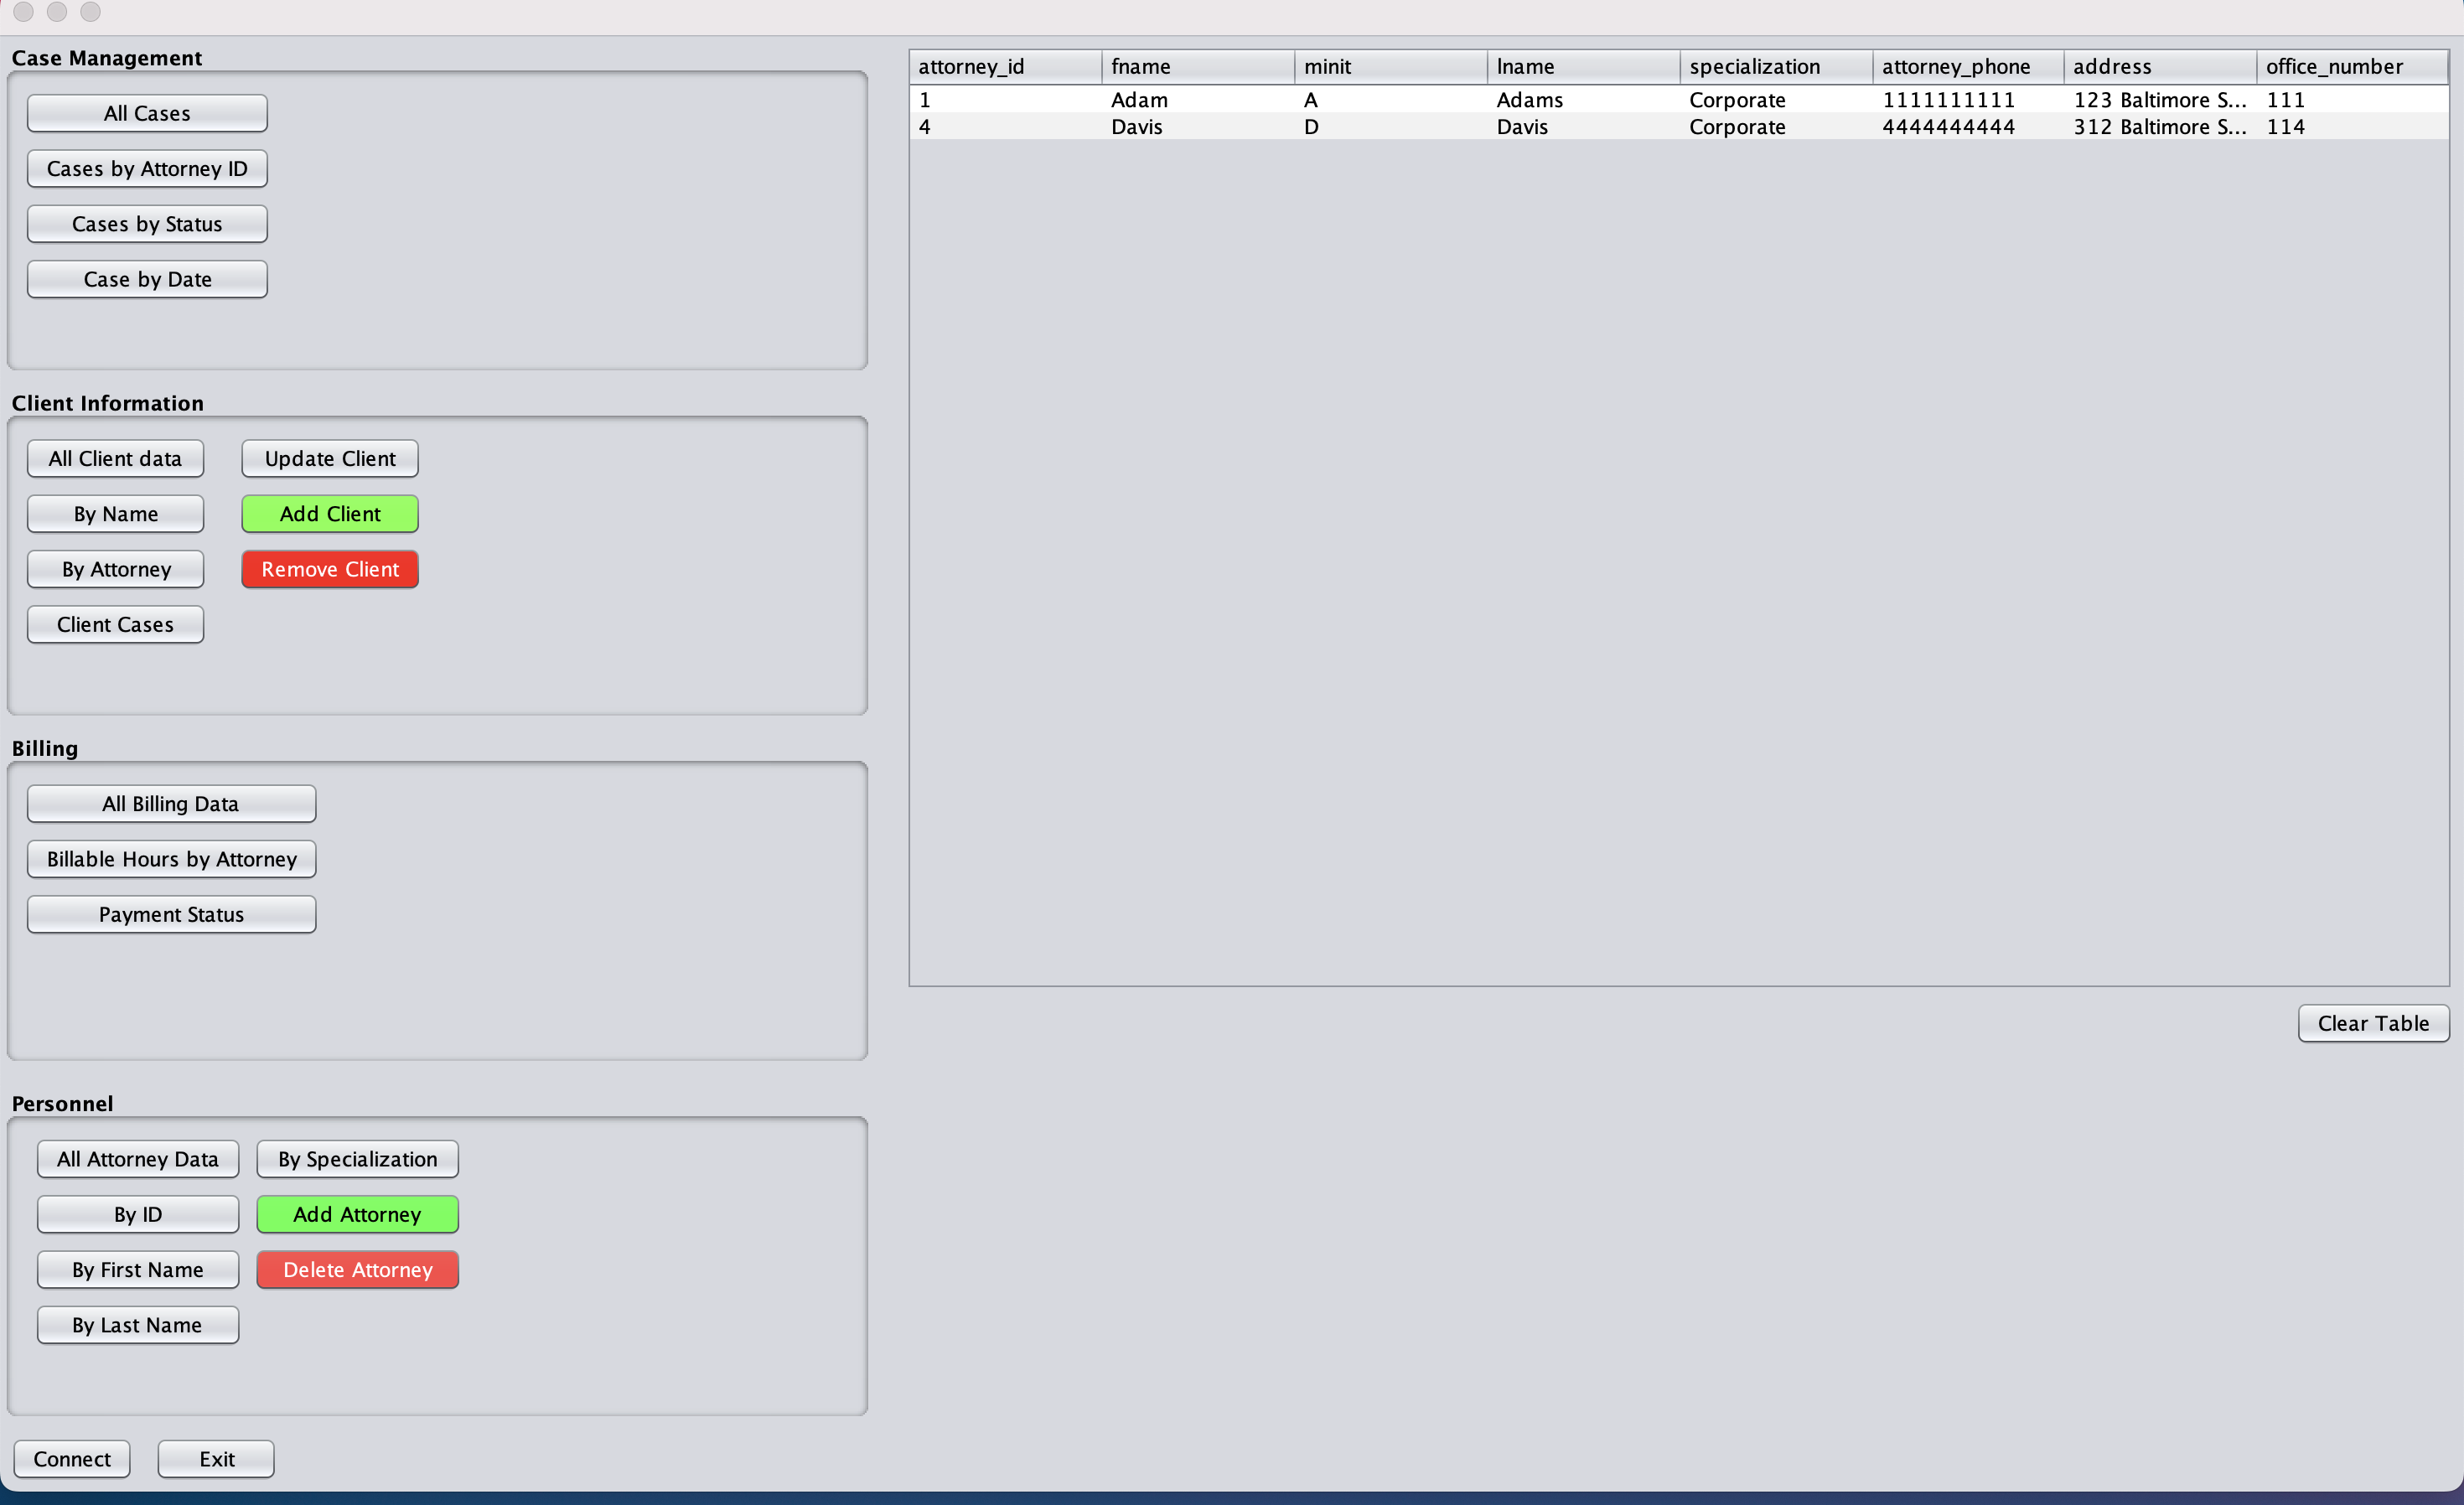 Case Management
All Cases
Cases by Attorney ID
Cases by Status
Case by Date
Client Information
All Client data Update Client
By Name Add Client
By Attorney Remove Client
Client Cases
Billing
All Billing Data
Billable Hours by Attorney
Payment Status
Personnel
All Attorney Data By Specialization
By ID Add Attorney
By First Name Delete Attorney
By Last Name
Connect Exit
attorney_id fname minit lname specialization attorney_phone address office_number
1 Adam A Adams Corporate 1111111111 123 Baltimore S... 111
4 Davis D Davis Corporate 4444444444 312 Baltimore S... 114
Clear Table